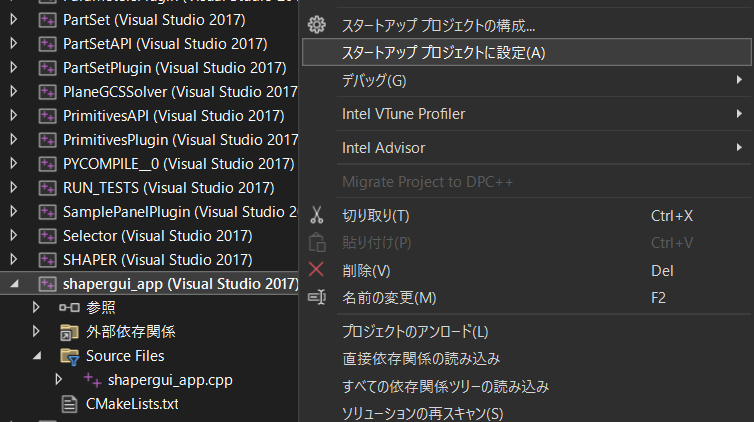 PartSet (Visual Studio 2017)
PartSetAPI (Visual Studio 2017)
PartSetPlugin (Visual Studio 2017)
PlaneGCSSolver (Visual Studio 2017)
PrimitivesAPI (Visual Studio 2017)
PrimitivesPlugin (Visual Studio 2017)
PYCOMPILE__0 (Visual Studio 2017)
RUN_TESTS (Visual Studio 2017)
SamplePanelPlugin (Visual Studio 2
Selector (Visual Studio 2017)
SHAPER (Visual Studio 2017)
shapergui_app (Visual Studio 2017)
参照
外部依存関係
Source Files
shapergui_app.cpp
CMakeLists.txt
スタートアップ プロジェクトの構成...
スタートアップ プロジェクトに設定(A)
デバッグ(G)
Intel VTune Profiler
Intel Advisor
Migrate Project to DPC++
切り取り(T) Ctrl+X
貼り付け(P) Ctrl+V
削除(V) Del
名前の変更(M) F2
プロジェクトのアンロード(L)
直接依存関係の読み込み
すべての依存関係ツリーの読み込み
ソリューションの再スキャン(S)